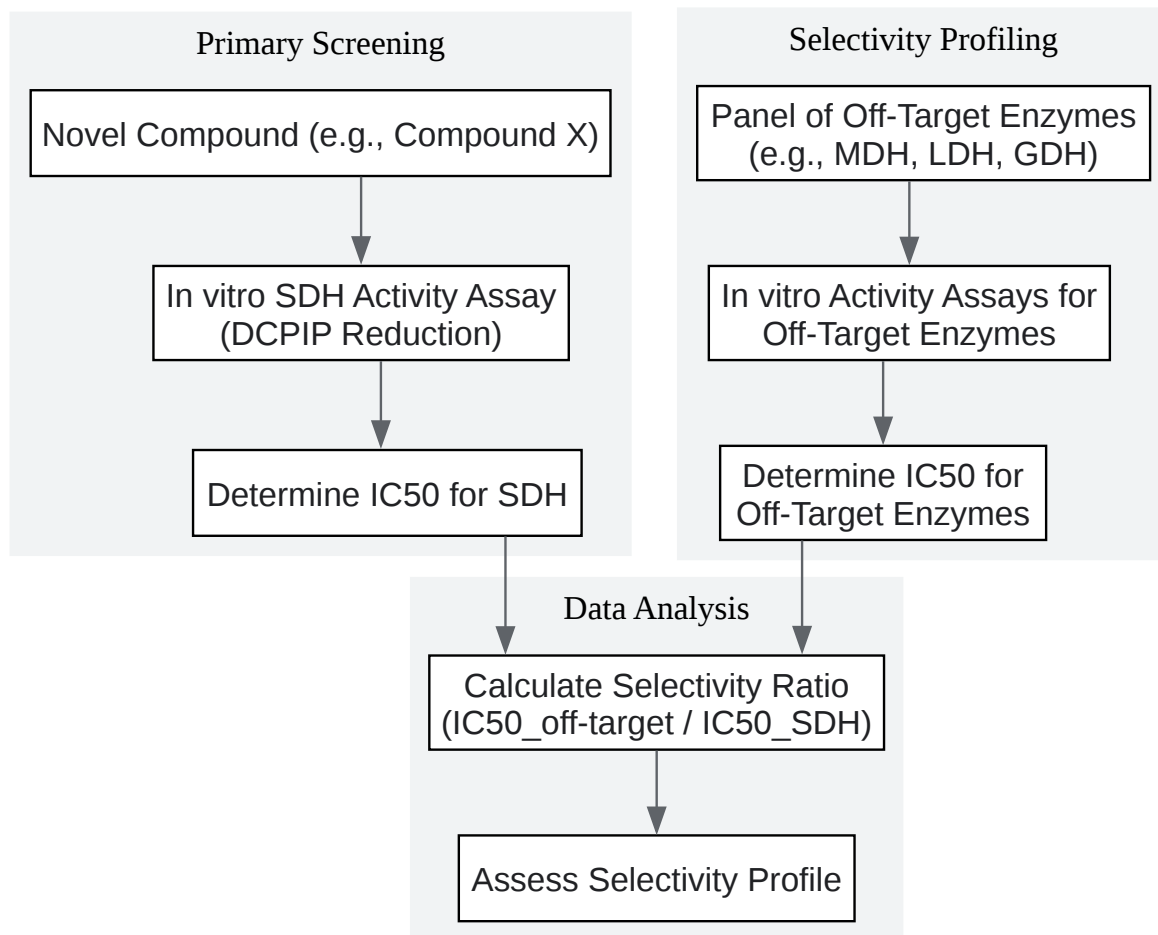 Primary Screening
Novel Compound (e.g., Compound X)
In vitro SDH Activity Assay
(DCPIP Reduction)
Determine IC50 for SDH
Selectivity Profiling
Panel of Off-Target Enzymes
(e.g., MDH, LDH, GDH)
In vitro Activity Assays for
Off-Target Enzymes
Determine IC50 for
Off-Target Enzymes
Data Analysis
Calculate Selectivity Ratio
(IC50_off-target / IC50_SDH)
Assess Selectivity Profile